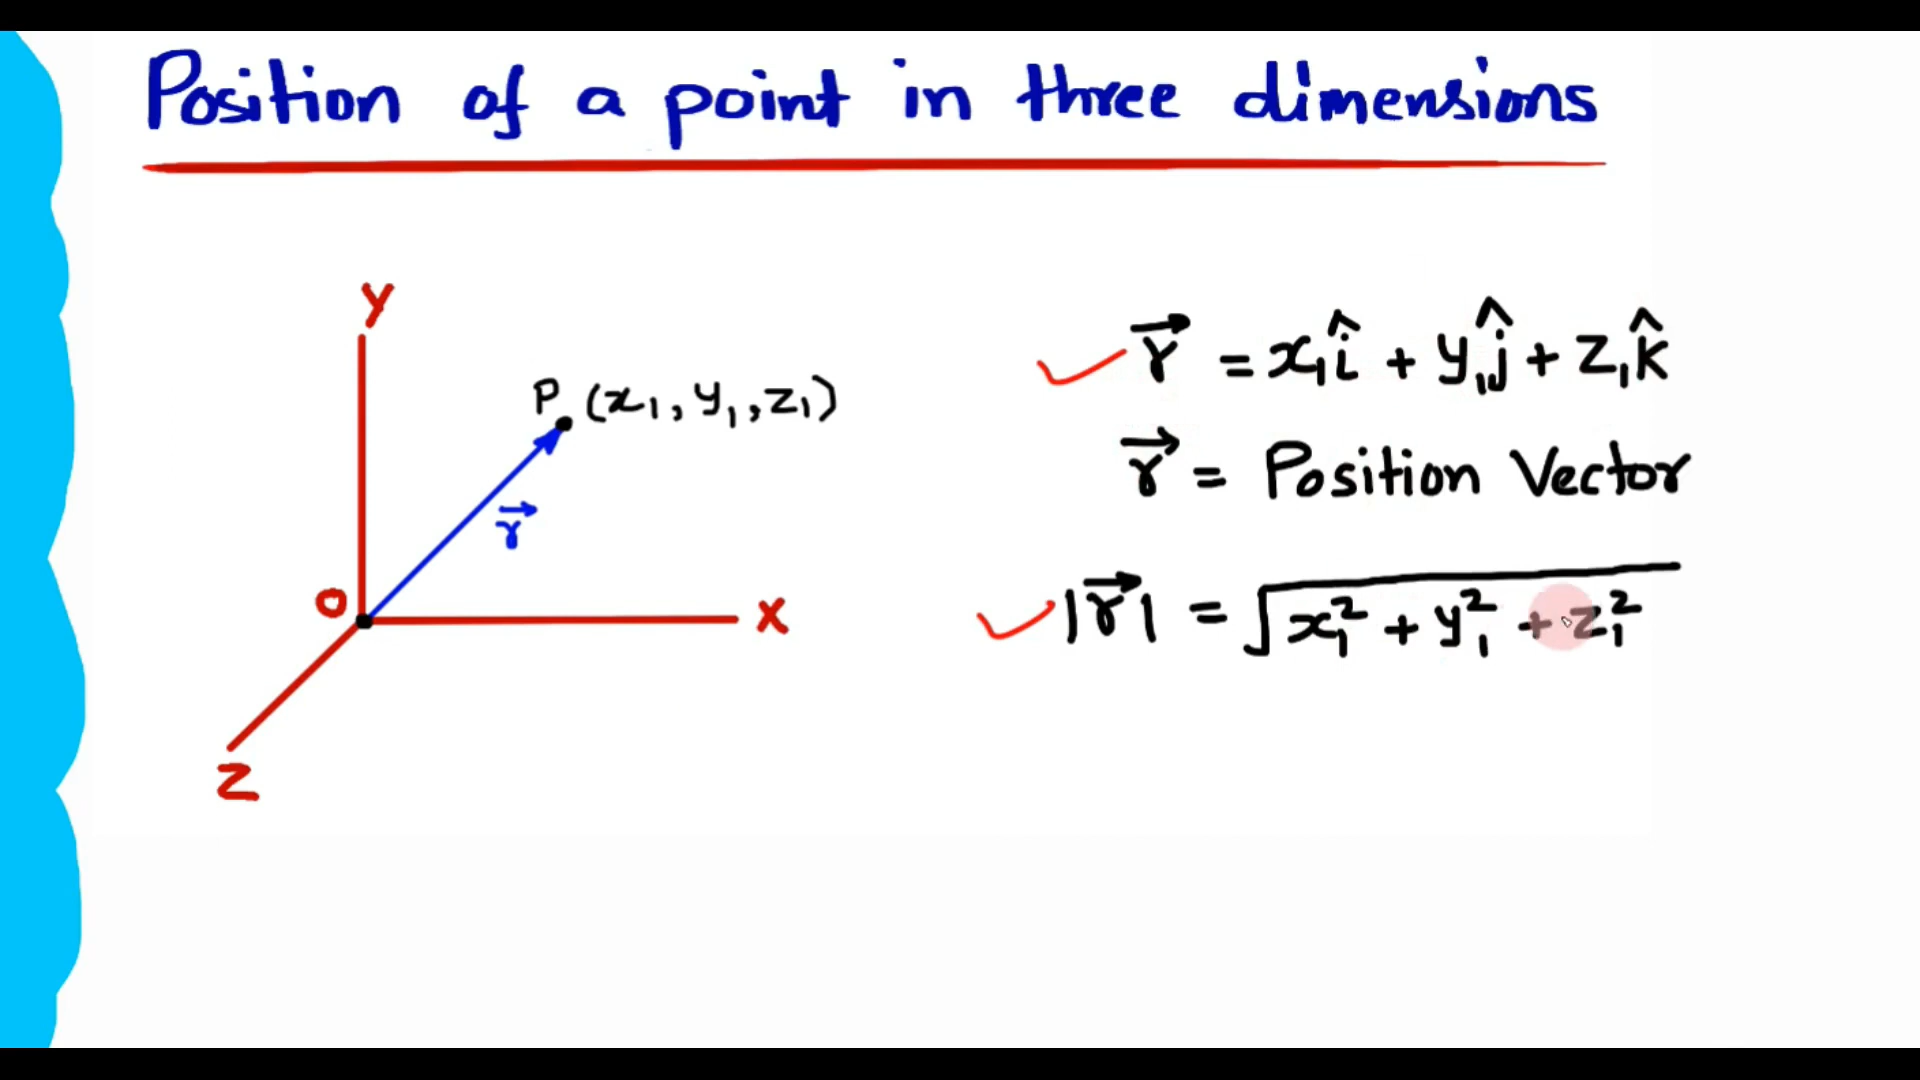 Position of a point in three dimensions
Y
P (x₁, y₁, z₁)
r⃗
O
X
Z
r⃗ = x₁î + y₁ĵ + z₁k̂
r⃗ = Position Vector
|r⃗| = √(x₁² + y₁² + z₁²)